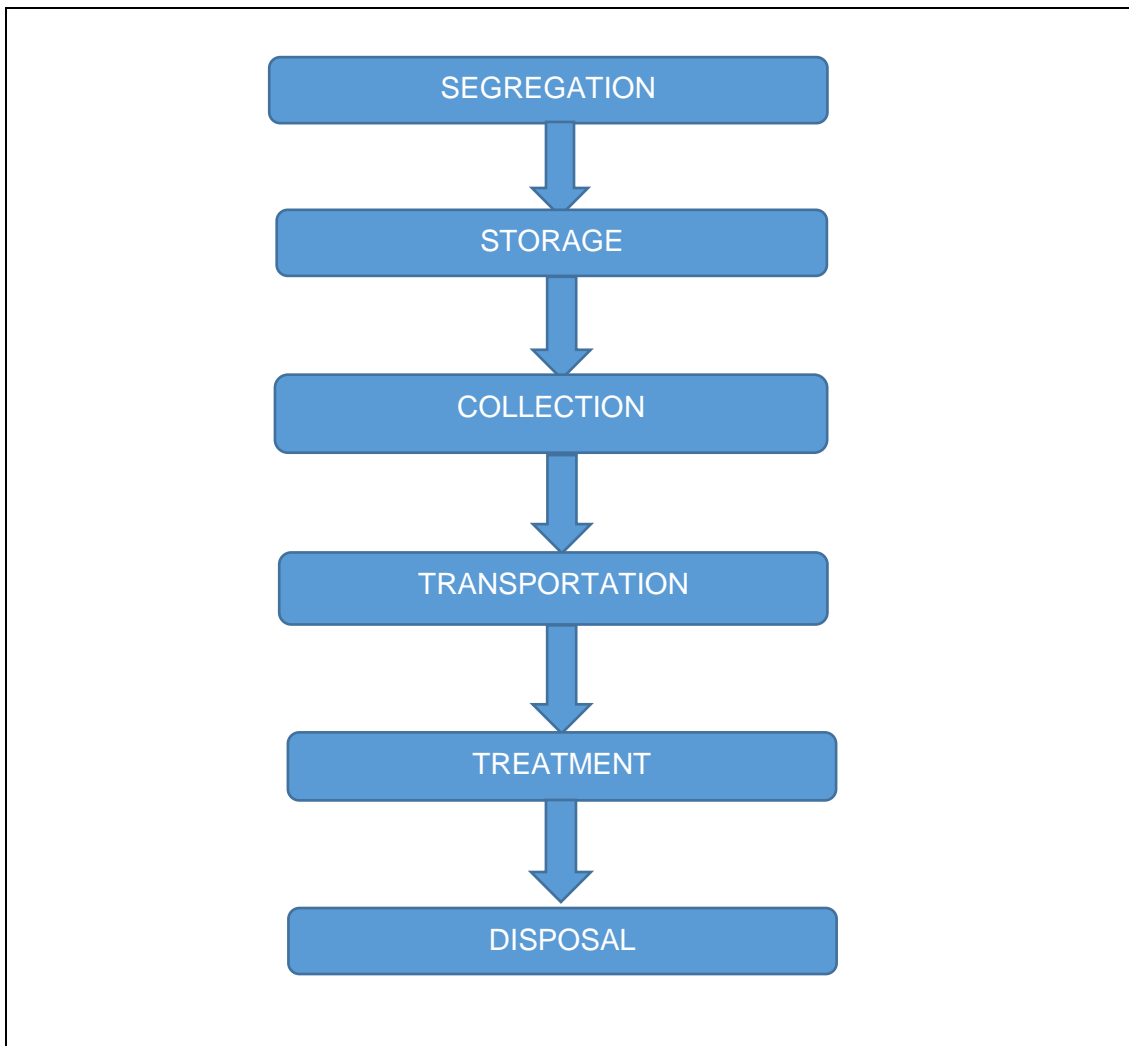 SEGREGATION
STORAGE
COLLECTION
TRANSPORTATION
TREATMENT
DISPOSAL